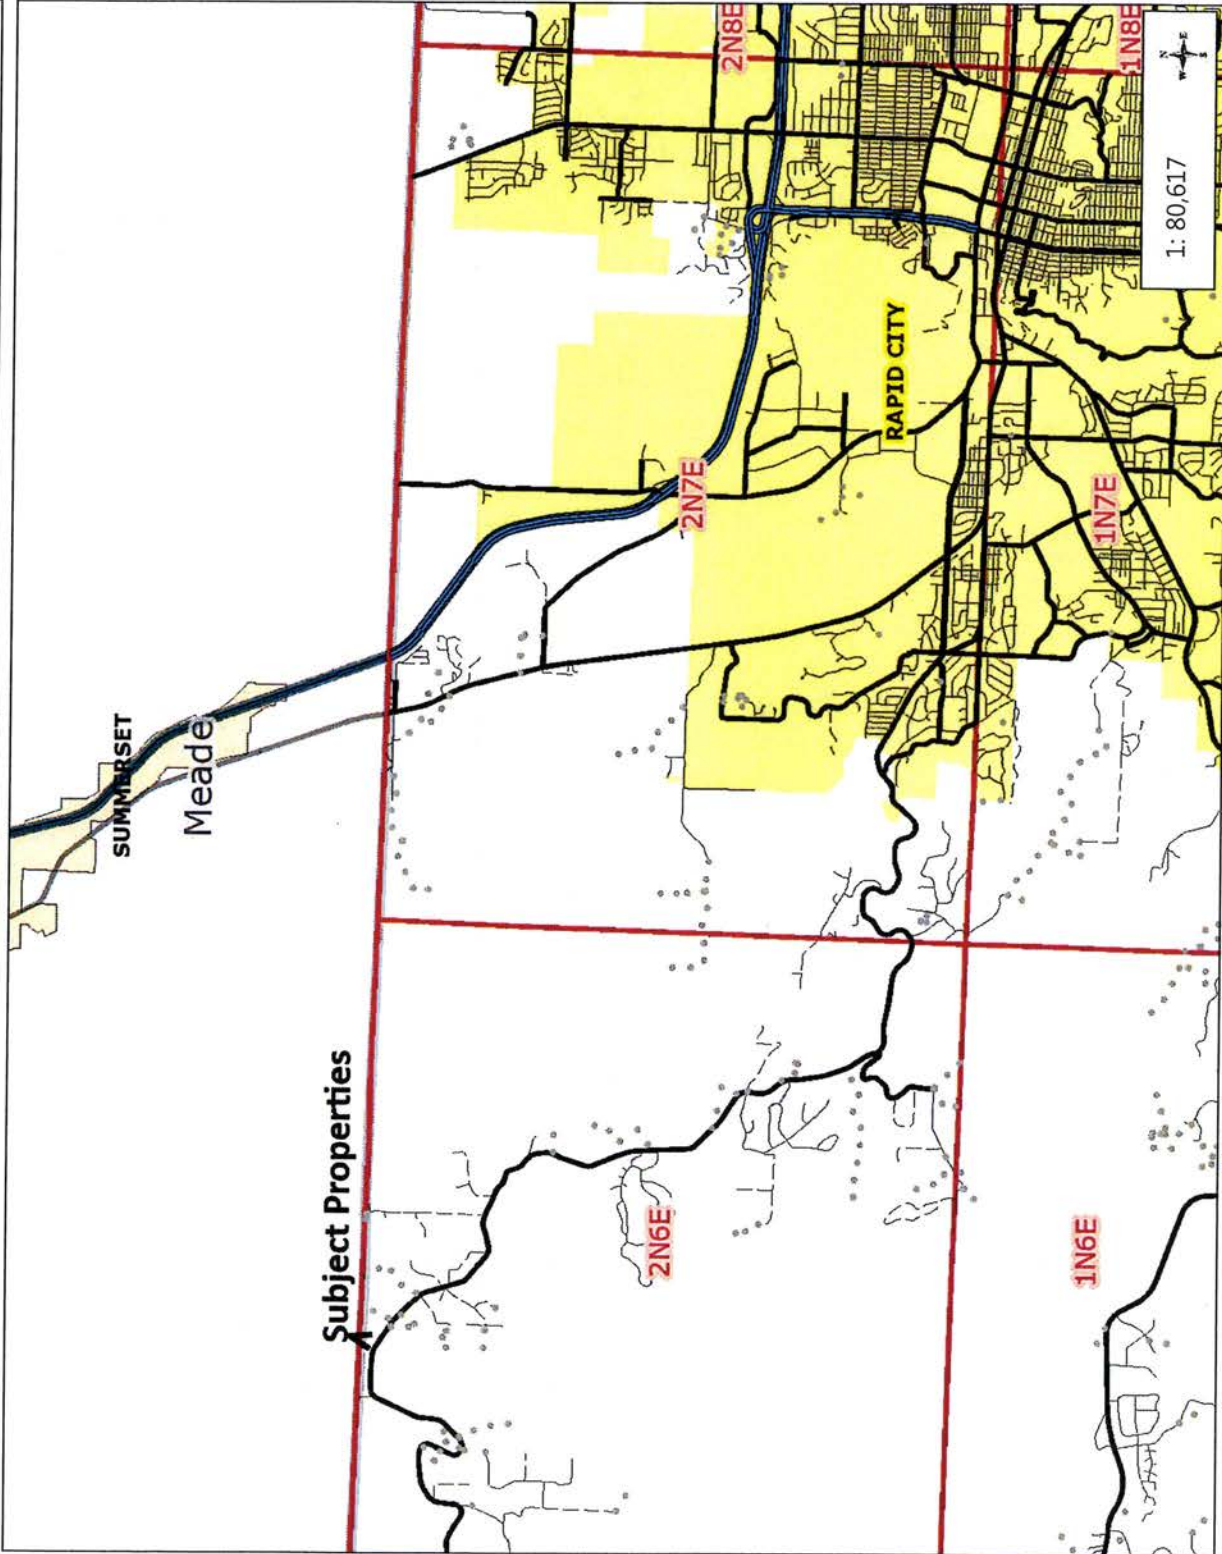 SUMMERSET
Meade
Subject Properties
2N8E
2N7E
2N6E
RAPID CITY
1N8E
1N7E
1N6E
1: 80,617
N
W
E
S